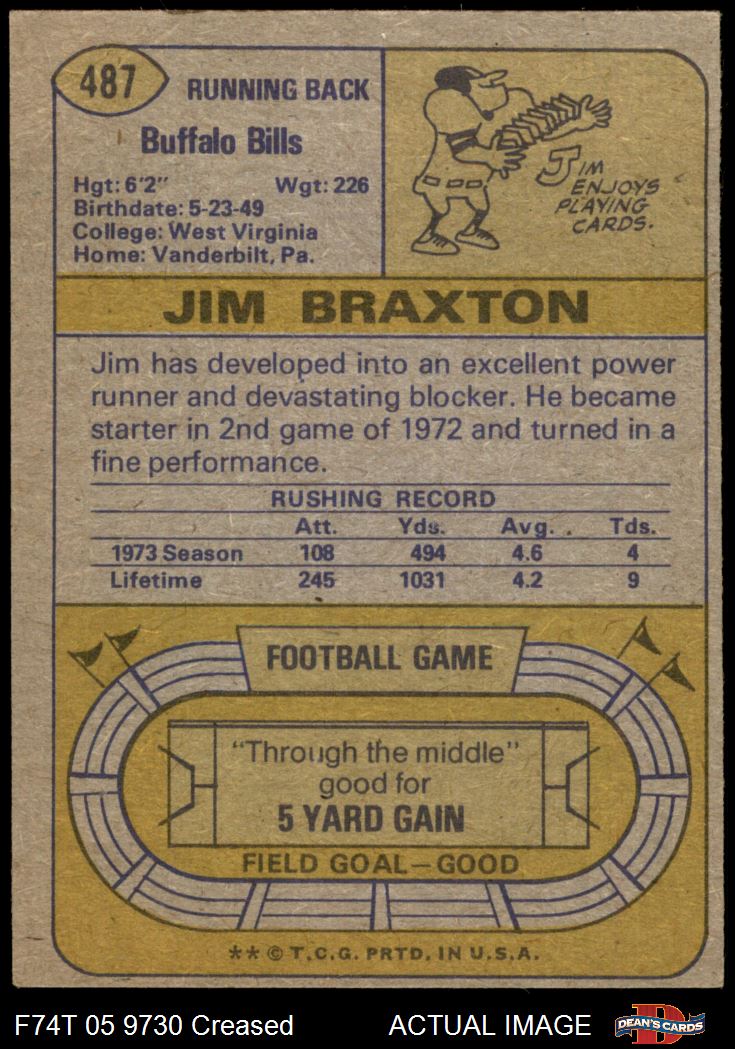 487
RUNNING BACK
Buffalo Bills
Hgt: 6'2" Wgt: 226
Birthdate: 5-23-49
College: West Virginia
Home: Vanderbilt, Pa.
JIM
ENJOYS
PLAYING
CARDS.
JIM BRAXTON
Jim has developed into an excellent power
runner and devastating blocker. He became
starter in 2nd game of 1972 and turned in a
fine performance.
RUSHING RECORD
Att. Yds. Avg. Tds.
1973 Season 108 494 4.6 4
Lifetime 245 1031 4.2 9
FOOTBALL GAME
"Through the middle"
good for
5 YARD GAIN
FIELD GOAL—GOOD
** © T.C.G. PRTD. IN U.S.A.
F74T 05 9730 Creased ACTUAL IMAGE D DEAN'S CARDS